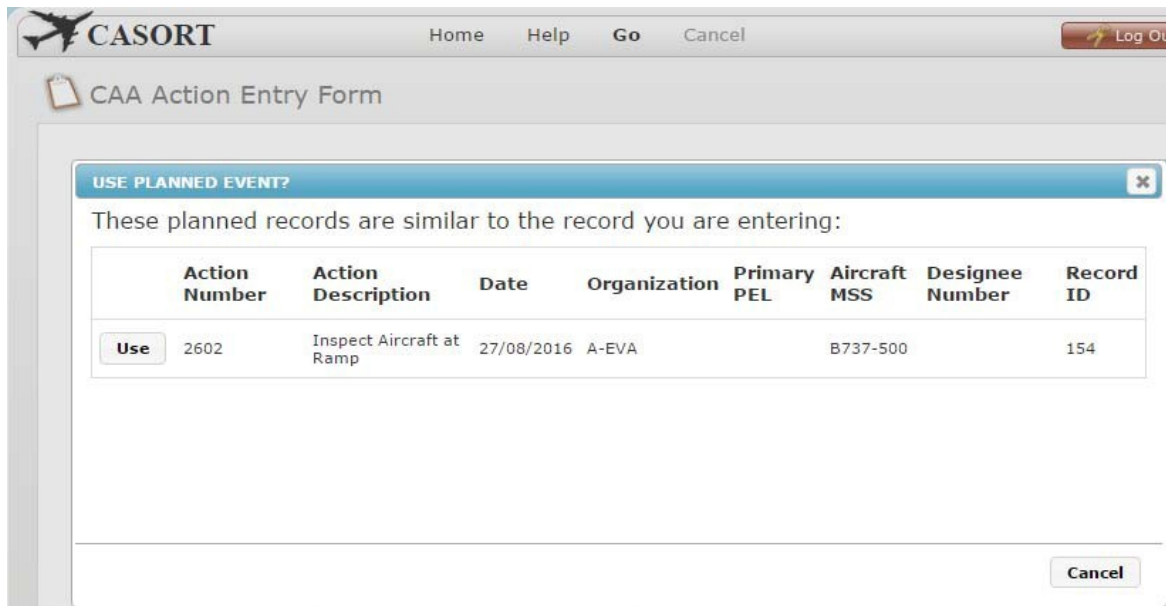 CASORT Home Help Go Cancel Log Ou
CAA Action Entry Form
USE PLANNED EVENT?
These planned records are similar to the record you are entering:
Action Number Action Description Date Organization Primary PEL Aircraft MSS Designee Number Record ID
Use 2602 Inspect Aircraft at Ramp 27/08/2016 A-EVA B737-500 154
Cancel